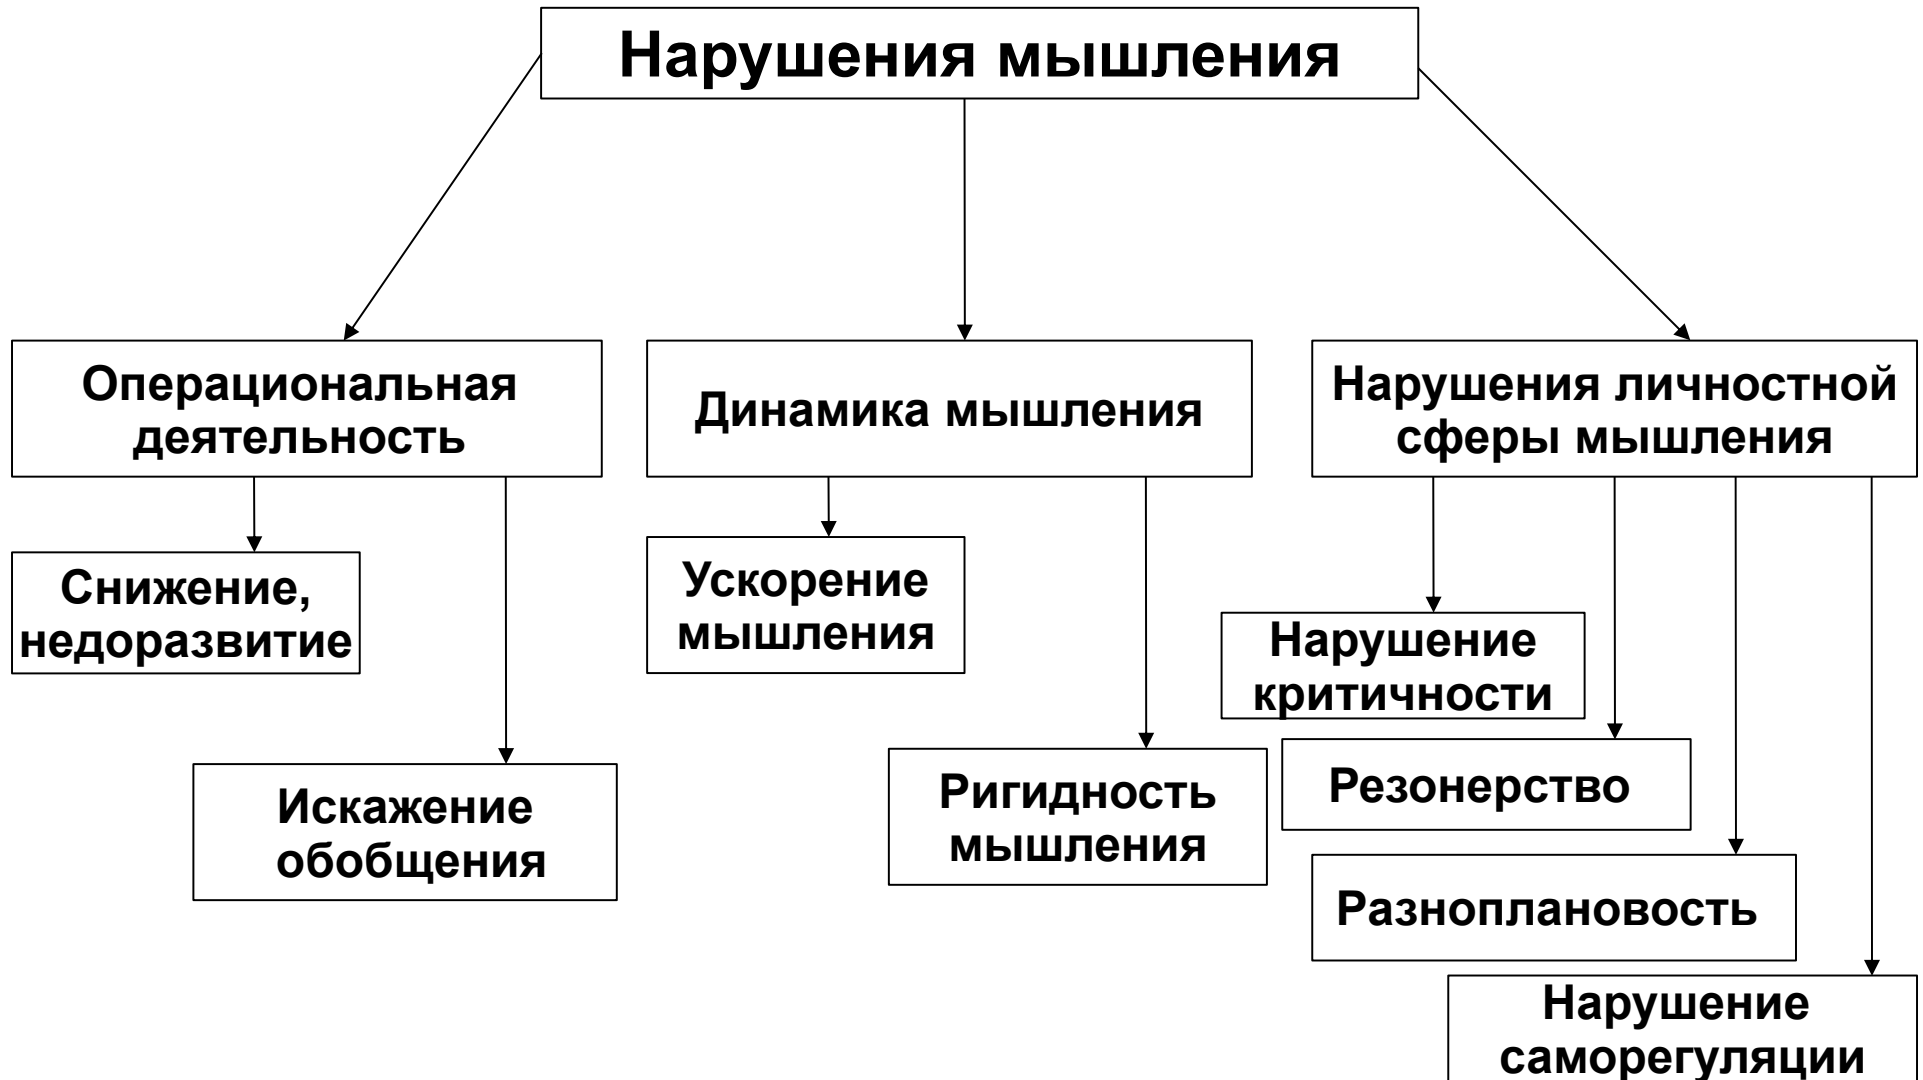 Нарушения мышления
Операциональная
деятельность
Динамика мышления
Нарушения личностной
сферы мышления
Снижение,
недоразвитие
Ускорение
мышления
Нарушение
критичности
Искажение
обобщения
Ригидность
мышления
Резонерство
Разноплановость
Нарушение
саморегуляции